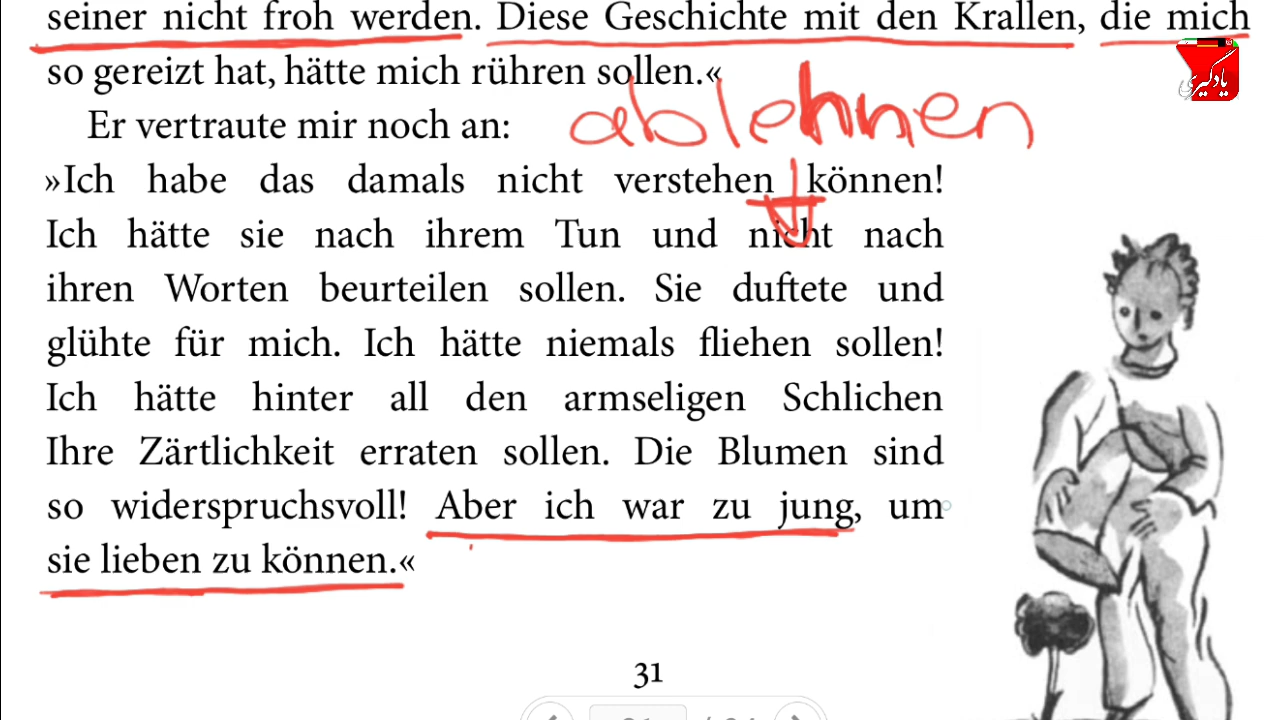 seiner nicht froh werden. Diese Geschichte mit den Krallen, die mich
so gereizt hat, hätte mich rühren sollen.«
یادگیری
Er vertraute mir noch an:
ablehnen
»Ich habe das damals nicht verstehen können!
Ich hätte sie nach ihrem Tun und nicht nach
ihren Worten beurteilen sollen. Sie duftete und
glühte für mich. Ich hätte niemals fliehen sollen!
Ich hätte hinter all den armseligen Schlichen
Ihre Zärtlichkeit erraten sollen. Die Blumen sind
so widerspruchsvoll! Aber ich war zu jung, um
sie lieben zu können.«
31